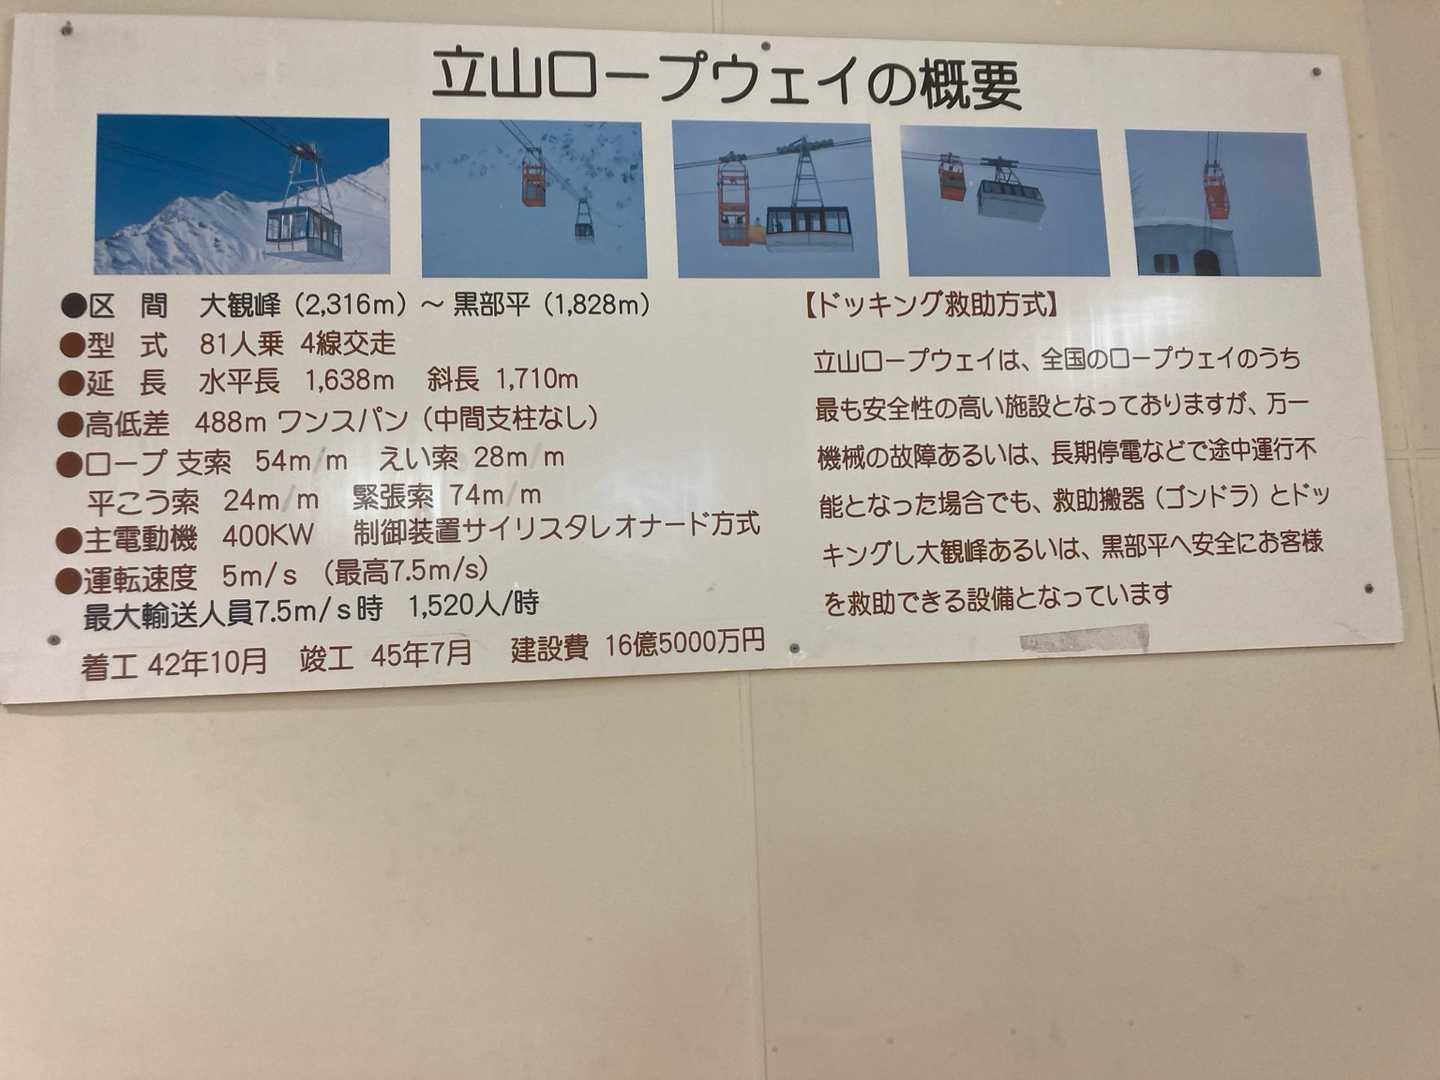 立山ロープウェイの概要
●区　間　大観峰（2,316m）～黒部平（1,828m）
●型　式　81人乗 4線交走
●延　長　水平長　1,638m　斜長 1,710m
●高低差　488m ワンスパン（中間支柱なし）
●ロープ 支索　54m/m　えい索 28m/m
平こう索　24m/m　緊張索 74m/m
●主電動機　400KW　制御装置サイリスタレオナード方式
●運転速度　5m/s　（最高7.5m/s）
最大輸送人員7.5m/s時　1,520人/時
着工 42年10月　竣工 45年7月　建設費 16億5000万円
【ドッキング救助方式】
立山ロープウェイは、全国のロープウェイのうち
最も安全性の高い施設となっておりますが、万一
機械の故障あるいは、長期停電などで途中運行不
能となった場合でも、救助搬器（ゴンドラ）とドッ
キングし大観峰あるいは、黒部平へ安全にお客様
を救助できる設備となっています